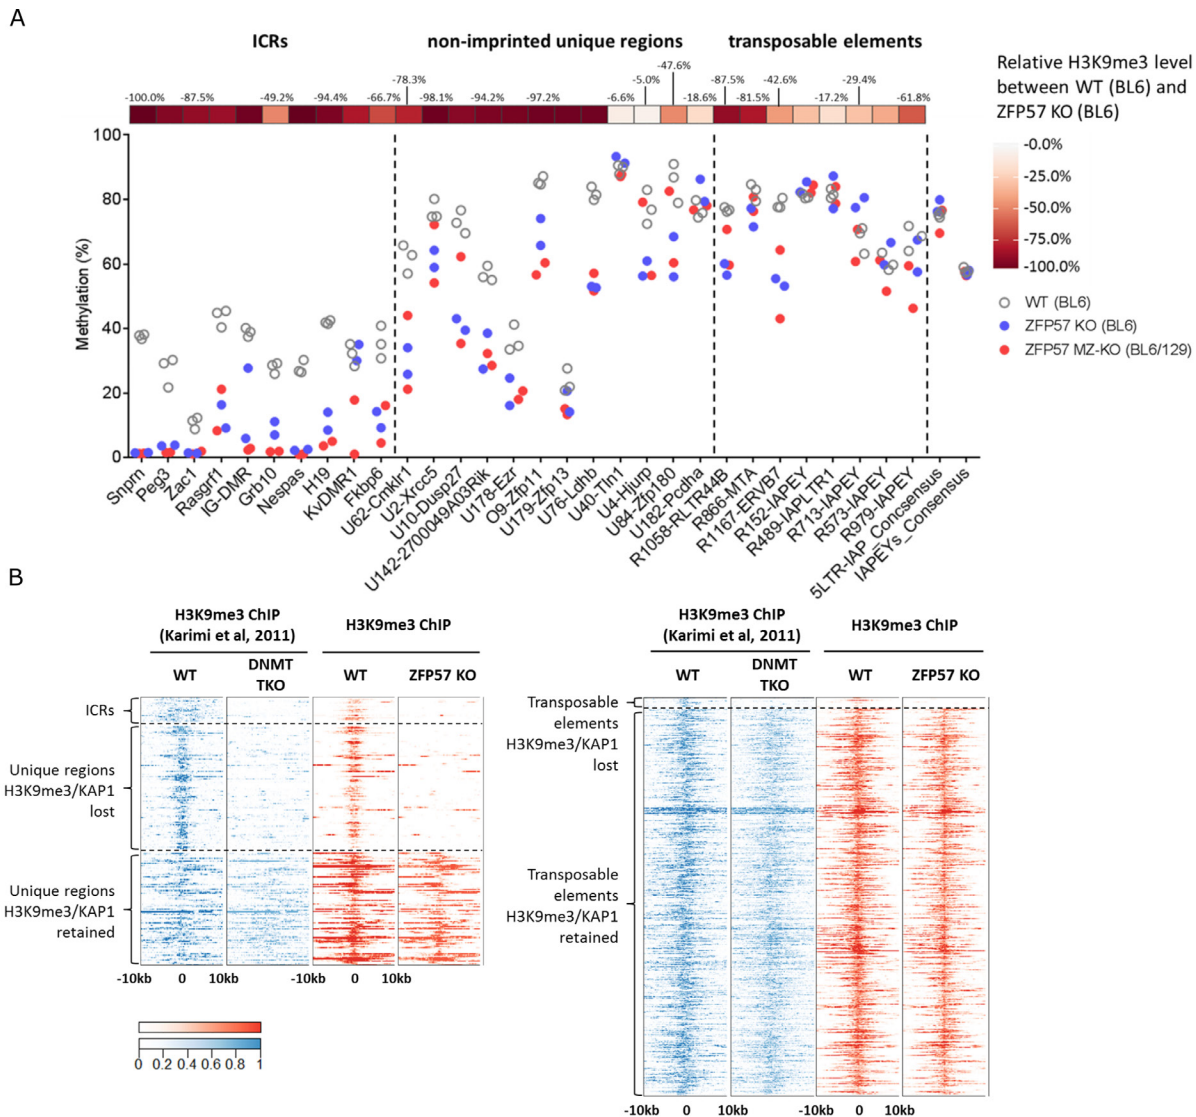 A
ICRs
non-imprinted unique regions
transposable elements
-78.3%
-47.6%
-87.5%
-42.6%
-29.4%
-100.0%
-87.5%
-49.2%
-94.4%
-66.7%
-98.1%
-94.2%
-97.2%
-6.6%
-5.0%
-18.6%
-81.5%
-17.2%
-61.8%
Relative H3K9me3 level
between WT (BL6) and
ZFP57 KO (BL6)
-0.0%
-25.0%
-50.0%
-75.0%
-100.0%
WT (BL6)
ZFP57 KO (BL6)
ZFP57 MZ-KO (BL6/129)
Methylation (%)
100
80
60
40
20
0
Snpm
Peg3
Zac1
Rasgrf1
IG-DMR
Grb10
Nespas
H19
KvDMR1
Fkbp6
U62-Cmklr1
U2-Xrcc5
U10-Dusp27
U142-2700049A03Rik
U178-Ezr
O9-Zfp11
U179-Zfp13
U76-Ldhb
U40-Tln1
U4-Hjurp
U84-Zfp180
U182-Pcdha
R1058-RLTR44B
R866-MTA
R1167-ERVB7
R152-IAPEY
R489-IAPLTR1
R713-IAPEY
R573-IAPEY
R979-IAPEY
5LTR-IAP_Concsensus
IAPEYs_Consensus
B
H3K9me3 ChIP
(Karimi et al, 2011)
H3K9me3 ChIP
WT
DNMT
TKO
WT
ZFP57 KO
ICRs
Unique regions
H3K9me3/KAP1
lost
Unique regions
H3K9me3/KAP1
retained
-10kb 0 10kb -10kb 0 10kb
0 0.2 0.4 0.6 0.8 1
H3K9me3 ChIP
(Karimi et al, 2011)
H3K9me3 ChIP
WT
DNMT
TKO
WT
ZFP57 KO
Transposable
elements
H3K9me3/KAP1
lost
Transposable
elements
H3K9me3/KAP1
retained
-10kb 0 10kb -10kb 0 10kb